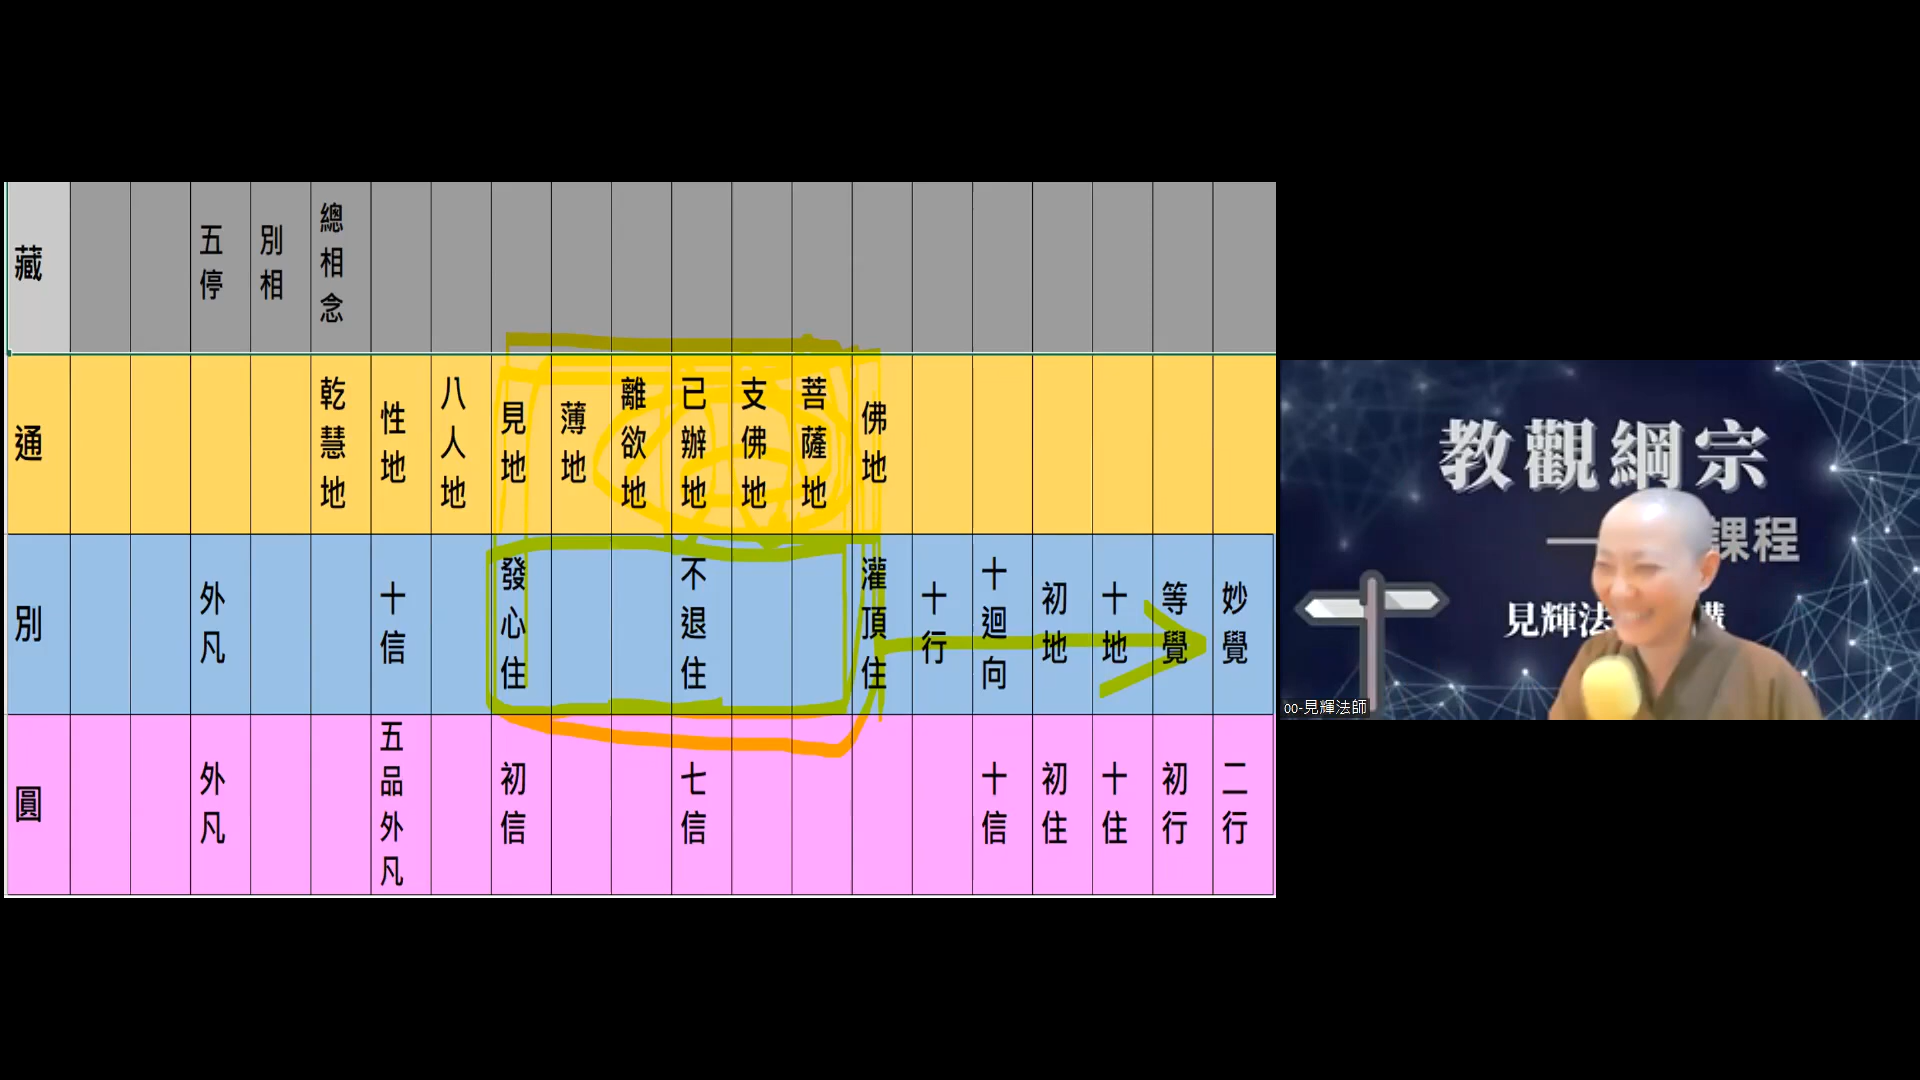 藏 五停 別相 總相念
通 乾慧地 性地 八人地 見地 薄地 離欲地 已辦地 支佛地 菩薩地 佛地
別 外凡 十信 發心住 不退住 灌頂住 十行 十迴向 初地 十地 等覺 妙覺
圓 外凡 五品外凡 初信 七信 十信 初住 十住 初行 二行
教觀綱宗
課程
見輝法 講
00-見輝法師